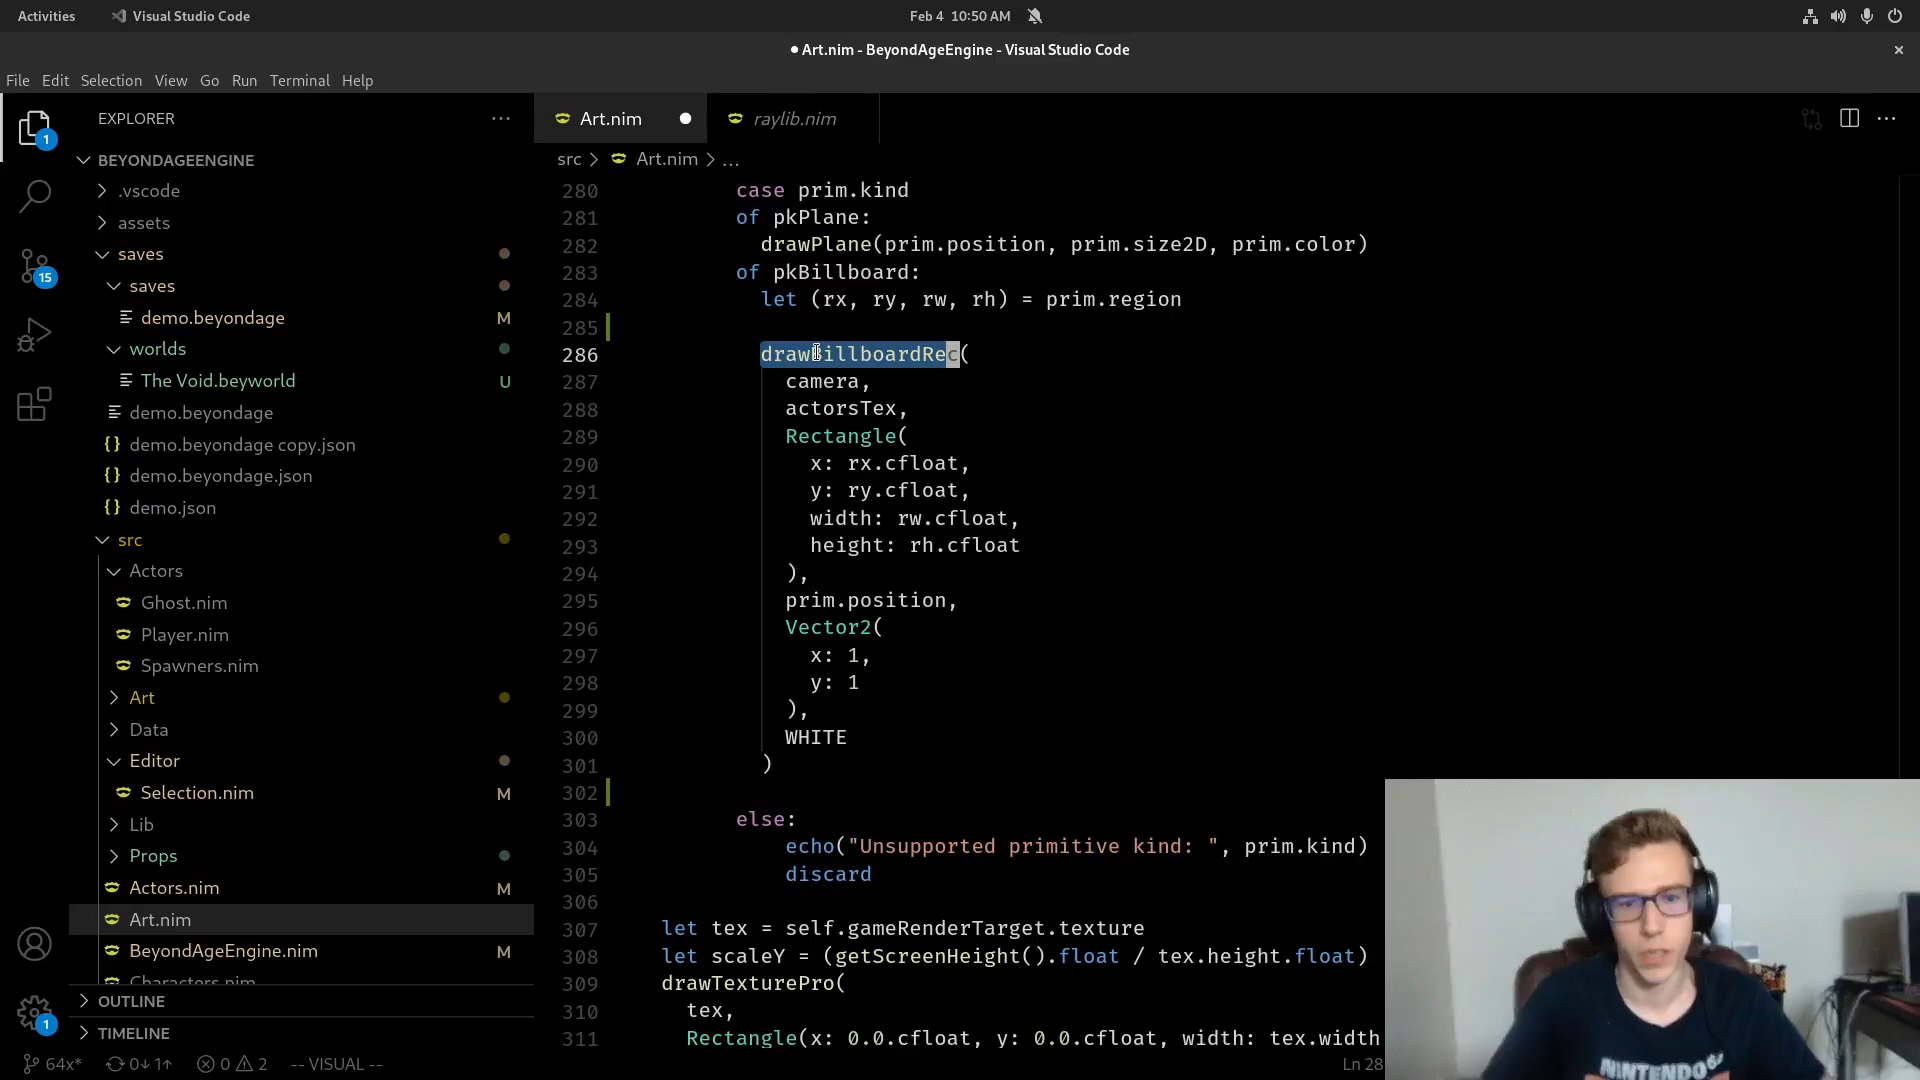 Activities
Visual Studio Code
Feb 4 10:50 AM
● Art.nim - BeyondAgeEngine - Visual Studio Code
File Edit Selection View Go Run Terminal Help
EXPLORER
BEYONDAGEENGINE
.vscode
assets
saves
saves
demo.beyondage M
worlds
The Void.beyworld U
demo.beyondage
{} demo.beyondage copy.json
{} demo.beyondage.json
{} demo.json
src
Actors
Ghost.nim
Player.nim
Spawners.nim
Art
Data
Editor
Selection.nim M
Lib
Props
Actors.nim M
Art.nim
BeyondAgeEngine.nim M
Characters.nim
OUTLINE
TIMELINE
1
15
1
Art.nim
raylib.nim
src > Art.nim > ...
280 case prim.kind
281 of pkPlane:
282 drawPlane(prim.position, prim.size2D, prim.color)
283 of pkBillboard:
284 let (rx, ry, rw, rh) = prim.region
285
286 drawBillboardRec(
287 camera,
288 actorsTex,
289 Rectangle(
290 x: rx.cfloat,
291 y: ry.cfloat,
292 width: rw.cfloat,
293 height: rh.cfloat
294 ),
295 prim.position,
296 Vector2(
297 x: 1,
298 y: 1
299 ),
300 WHITE
301 )
302
303 else:
304 echo("Unsupported primitive kind: ", prim.kind)
305 discard
306
307 let tex = self.gameRenderTarget.texture
308 let scaleY = (getScreenHeight().float / tex.height.float)
309 drawTexturePro(
310 tex,
311 Rectangle(x: 0.0.cfloat, y: 0.0.cfloat, width: tex.width
64x* 0↓ 1↑ 0 2 -- VISUAL --
Ln 28
NINTENDO64